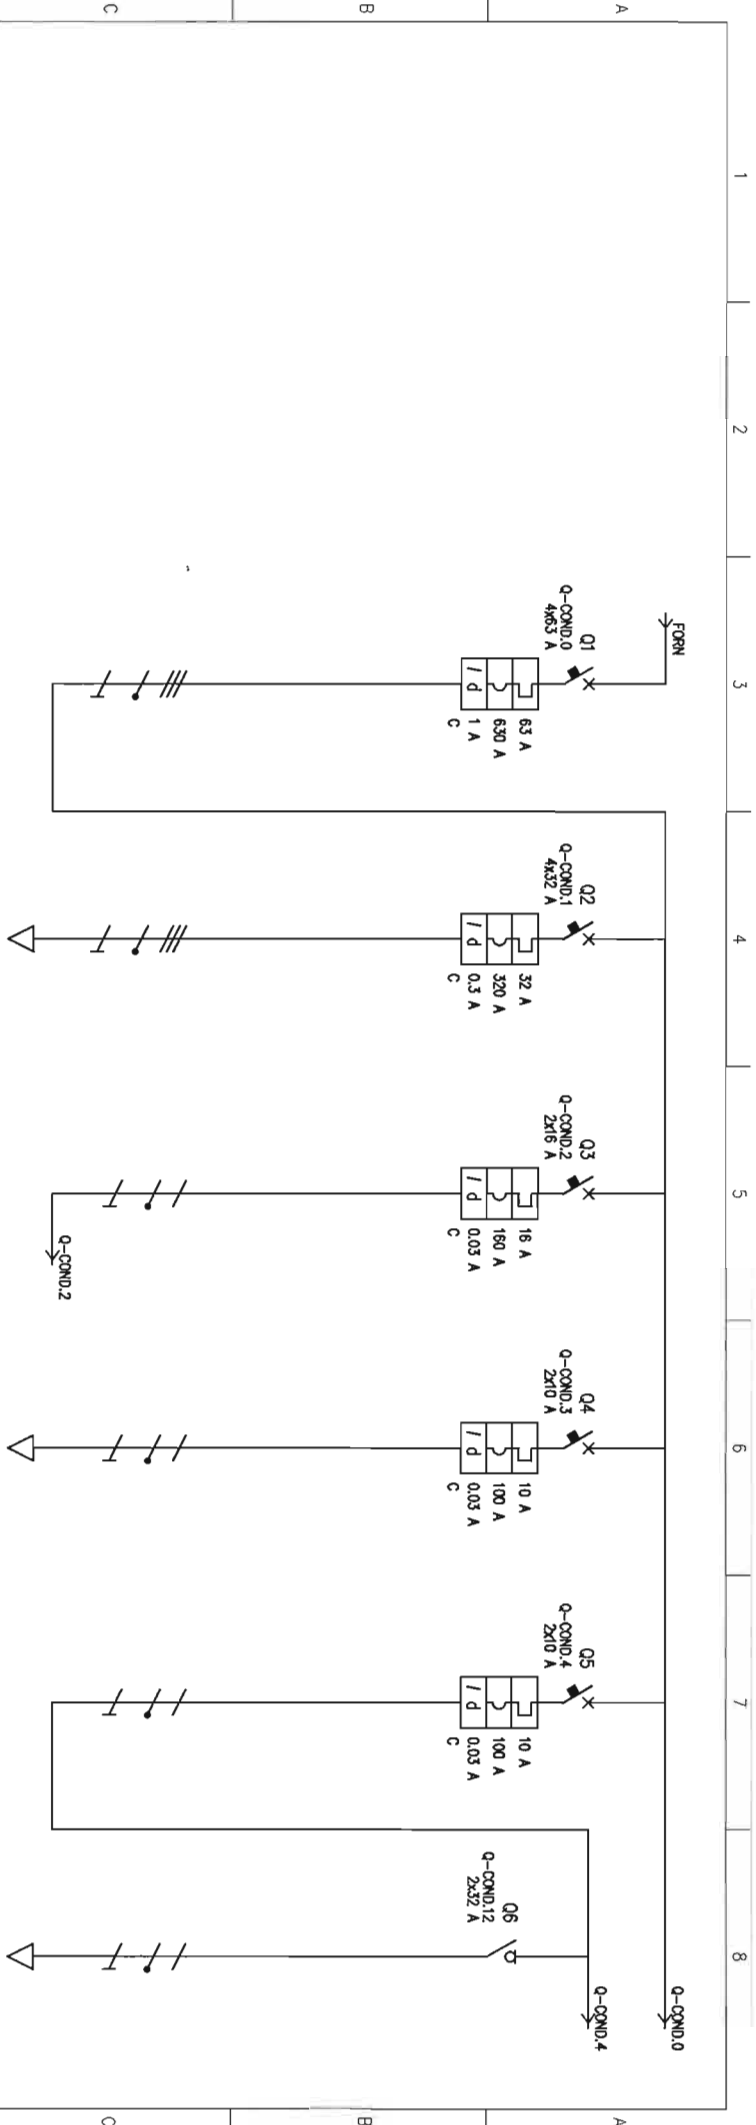 1
2
3
4
5
6
7
8
A
B
C
FORN
Q1
Q-COND.0
4x63 A
63 A
630 A
I d
1 A
C
Q2
Q-COND.1
4x32 A
32 A
320 A
I d
0.3 A
C
Q3
Q-COND.2
2x16 A
16 A
160 A
I d
0.03 A
C
Q-COND.2
Q4
Q-COND.3
2x10 A
10 A
100 A
I d
0.03 A
C
Q5
Q-COND.4
2x10 A
10 A
100 A
I d
0.03 A
C
Q6
Q-COND.12
2x32 A
Q-COND.0
Q-COND.4
A
B
C